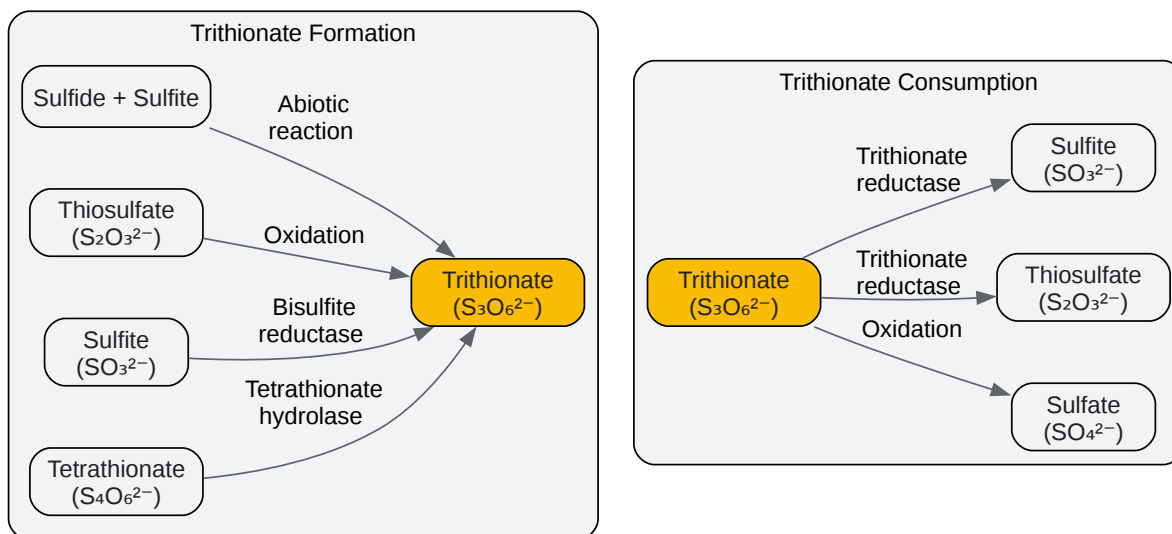 Trithionate Formation
Sulfide + Sulfite
Abiotic
reaction
Thiosulfate
(S₂O₃²⁻)
Oxidation
Trithionate
(S₃O₆²⁻)
Sulfite
(SO₃²⁻)
Bisulfite
reductase
Tetrathionate
hydrolase
Tetrathionate
(S₄O₆²⁻)
Trithionate Consumption
Trithionate
(S₃O₆²⁻)
Trithionate
reductase
Sulfite
(SO₃²⁻)
Trithionate
reductase
Thiosulfate
(S₂O₃²⁻)
Oxidation
Sulfate
(SO₄²⁻)